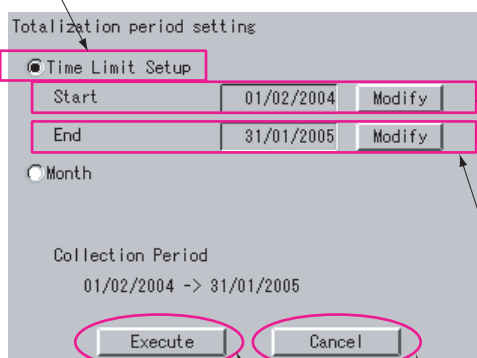 Totalization period setting
Time Limit Setup
Start 01/02/2004 Modify
End 31/01/2005 Modify
Month
Collection Period
01/02/2004 -> 31/01/2005
Execute Cancel